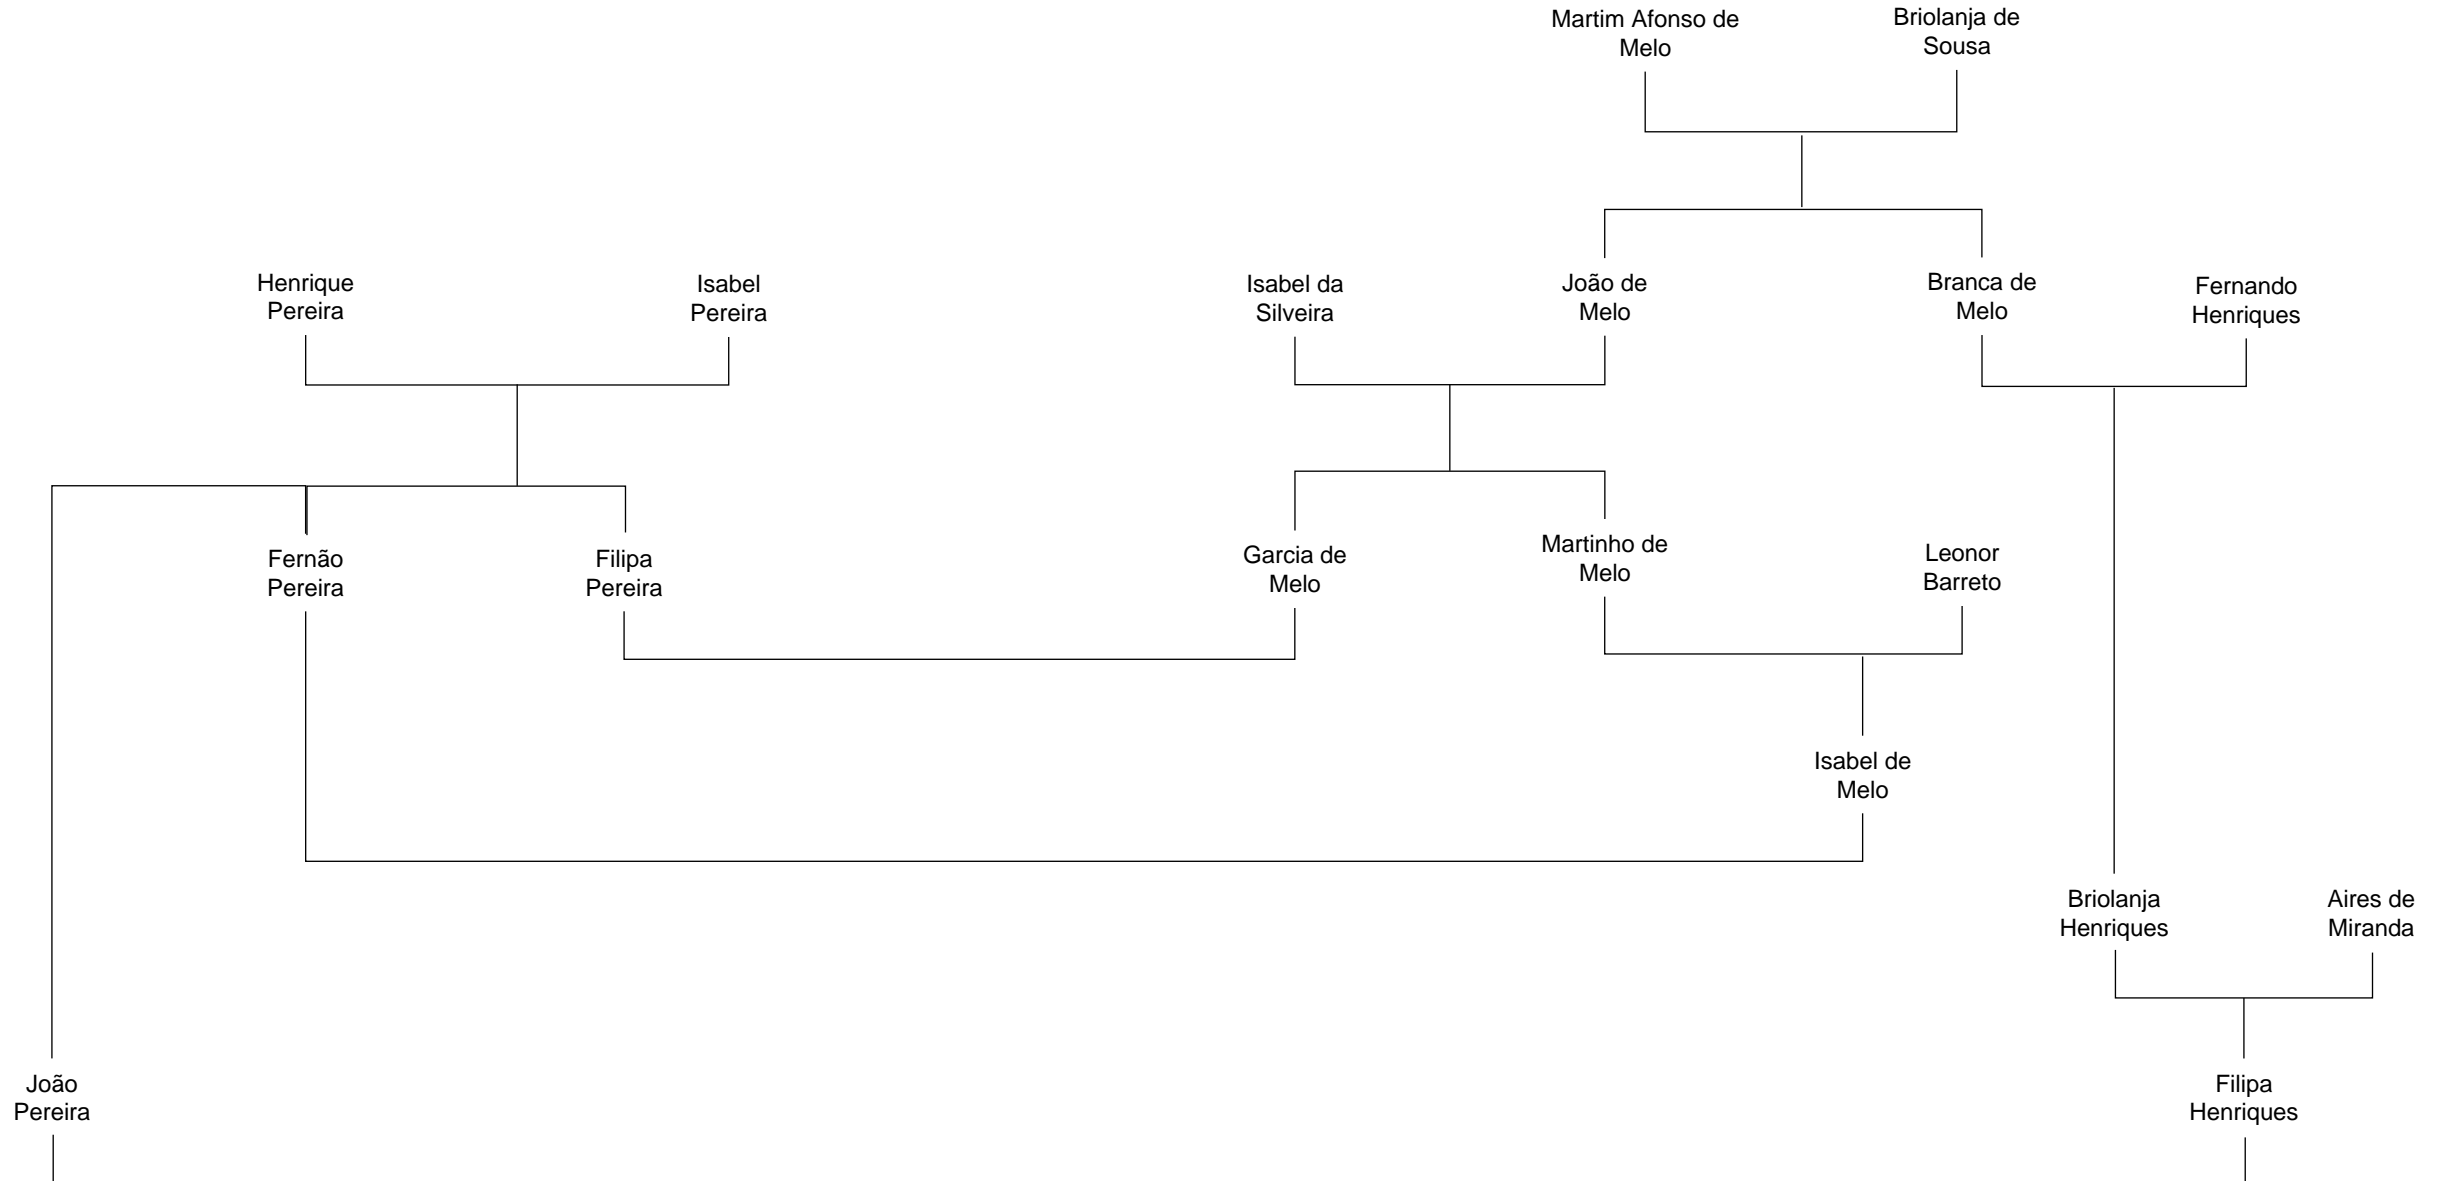 Martim Afonso de
Melo
Briolanja de
Sousa
Henrique
Pereira
Isabel
Pereira
Isabel da
Silveira
João de
Melo
Branca de
Melo
Fernando
Henriques
Fernão
Pereira
Filipa
Pereira
Garcia de
Melo
Martinho de
Melo
Leonor
Barreto
Isabel de
Melo
Briolanja
Henriques
Aires de
Miranda
João
Pereira
Filipa
Henriques